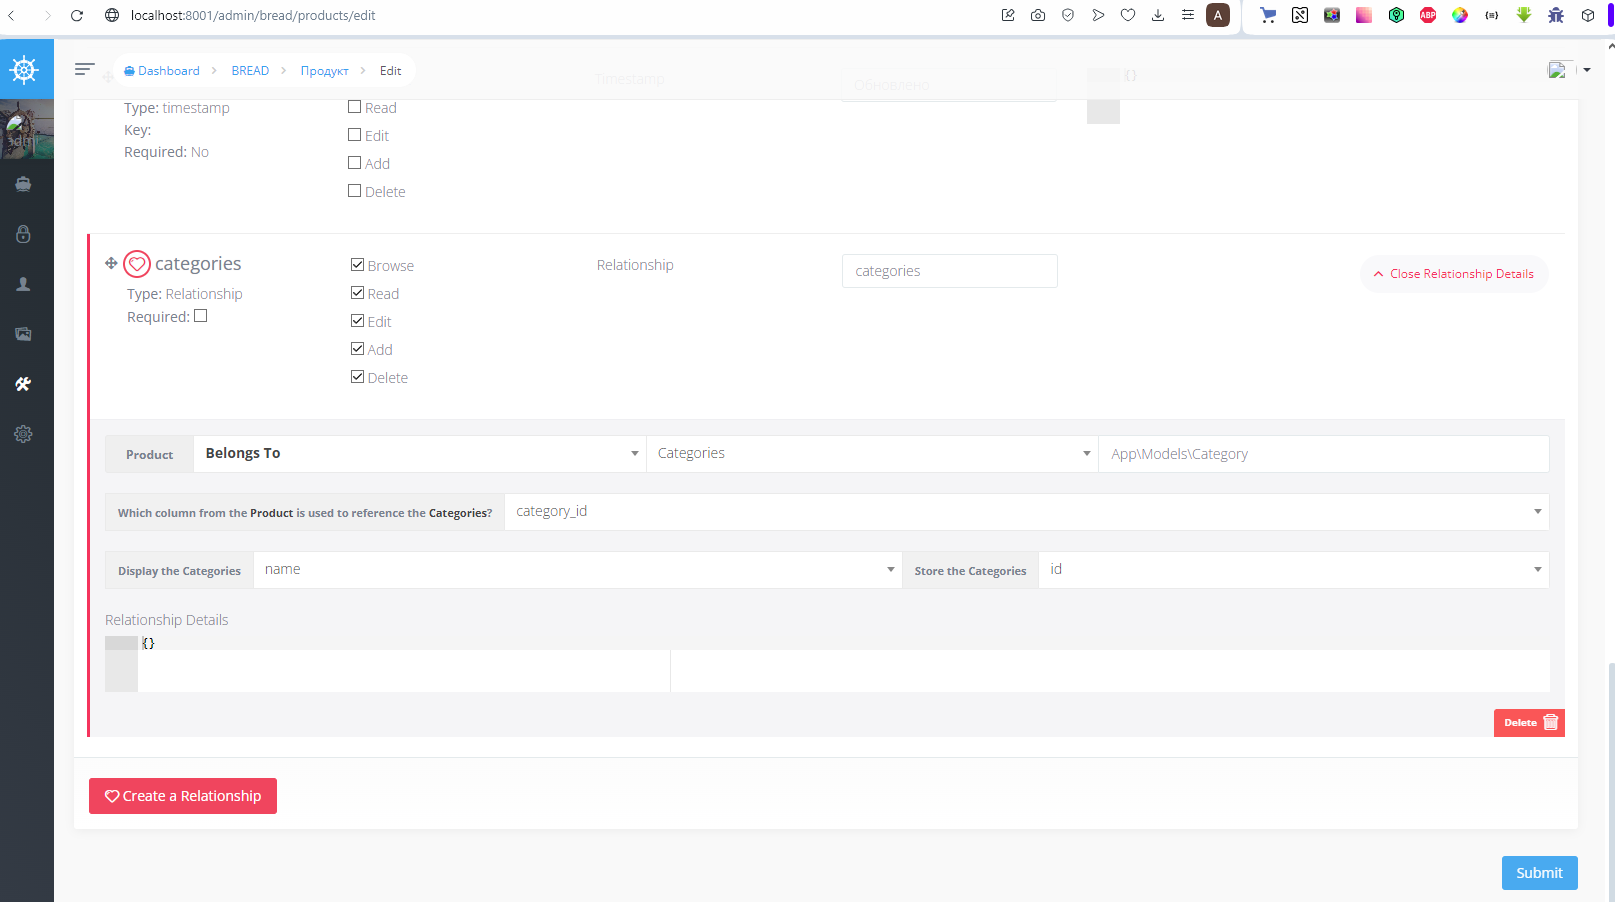 localhost:8001/admin/bread/products/edit
A
ABP
Dashboard > BREAD > Продукт > Edit
Timestamp
Обновлено
{}
Type: timestamp
Key:
Required: No
Read
Edit
Add
Delete
categories
Type: Relationship
Required:
Browse
Read
Edit
Add
Delete
Relationship
categories
Close Relationship Details
Product
Belongs To
Categories
App\Models\Category
Which column from the Product is used to reference the Categories?
category_id
Display the Categories
name
Store the Categories
id
Relationship Details
{}
Delete
Create a Relationship
Submit